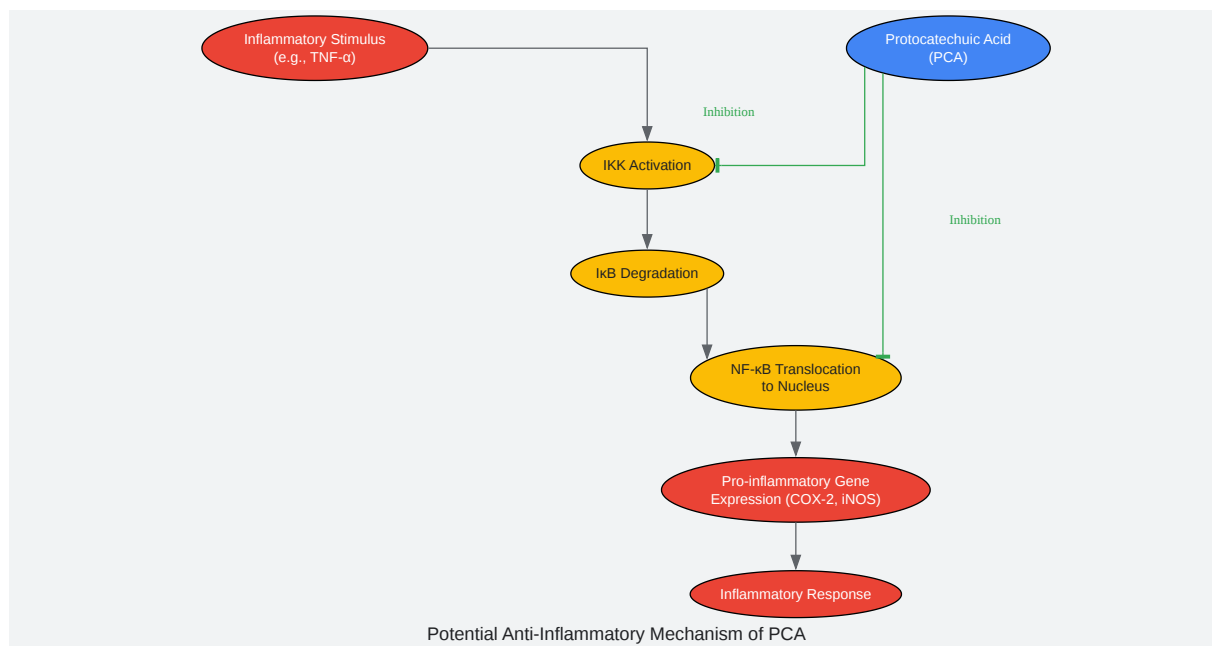 Inflammatory Stimulus
(e.g., TNF-α)
Protocatechuic Acid
(PCA)
Inhibition
IKK Activation
Inhibition
IκB Degradation
NF-κB Translocation
to Nucleus
Pro-inflammatory Gene
Expression (COX-2, iNOS)
Inflammatory Response
Potential Anti-Inflammatory Mechanism of PCA